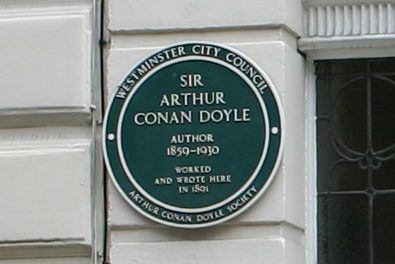 WESTMINSTER CITY COUNCIL
SIR
ARTHUR
CONAN DOYLE
AUTHOR
1859-1930
WORKED
AND WROTE HERE
IN 1891
ARTHUR CONAN DOYLE SOCIETY